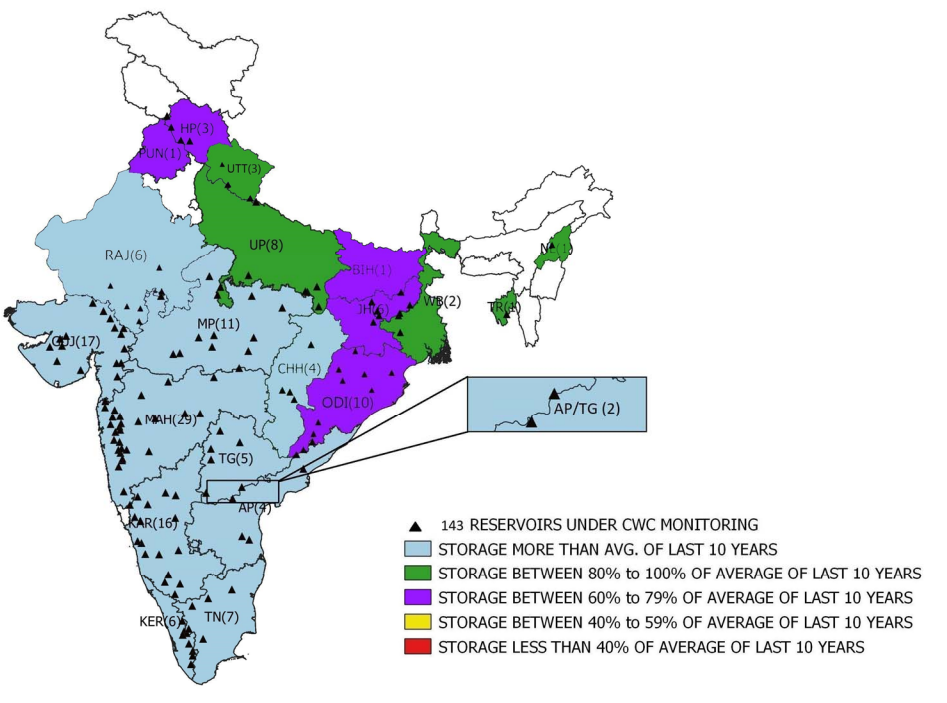 HP(3)
PUN(1)
UTT(3)
UP(8)
RAJ(6)
BIH(1)
JH(6)
WB(2)
TR(1)
GUJ(17)
MP(11)
CHH(4)
ODI(10)
MAH(29)
TG(5)
AP/TG (2)
AP(4)
KAR(16)
KER(6)
TN(7)
143 RESERVOIRS UNDER CWC MONITORING
STORAGE MORE THAN AVG. OF LAST 10 YEARS
STORAGE BETWEEN 80% to 100% OF AVERAGE OF LAST 10 YEARS
STORAGE BETWEEN 60% to 79% OF AVERAGE OF LAST 10 YEARS
STORAGE BETWEEN 40% to 59% OF AVERAGE OF LAST 10 YEARS
STORAGE LESS THAN 40% OF AVERAGE OF LAST 10 YEARS